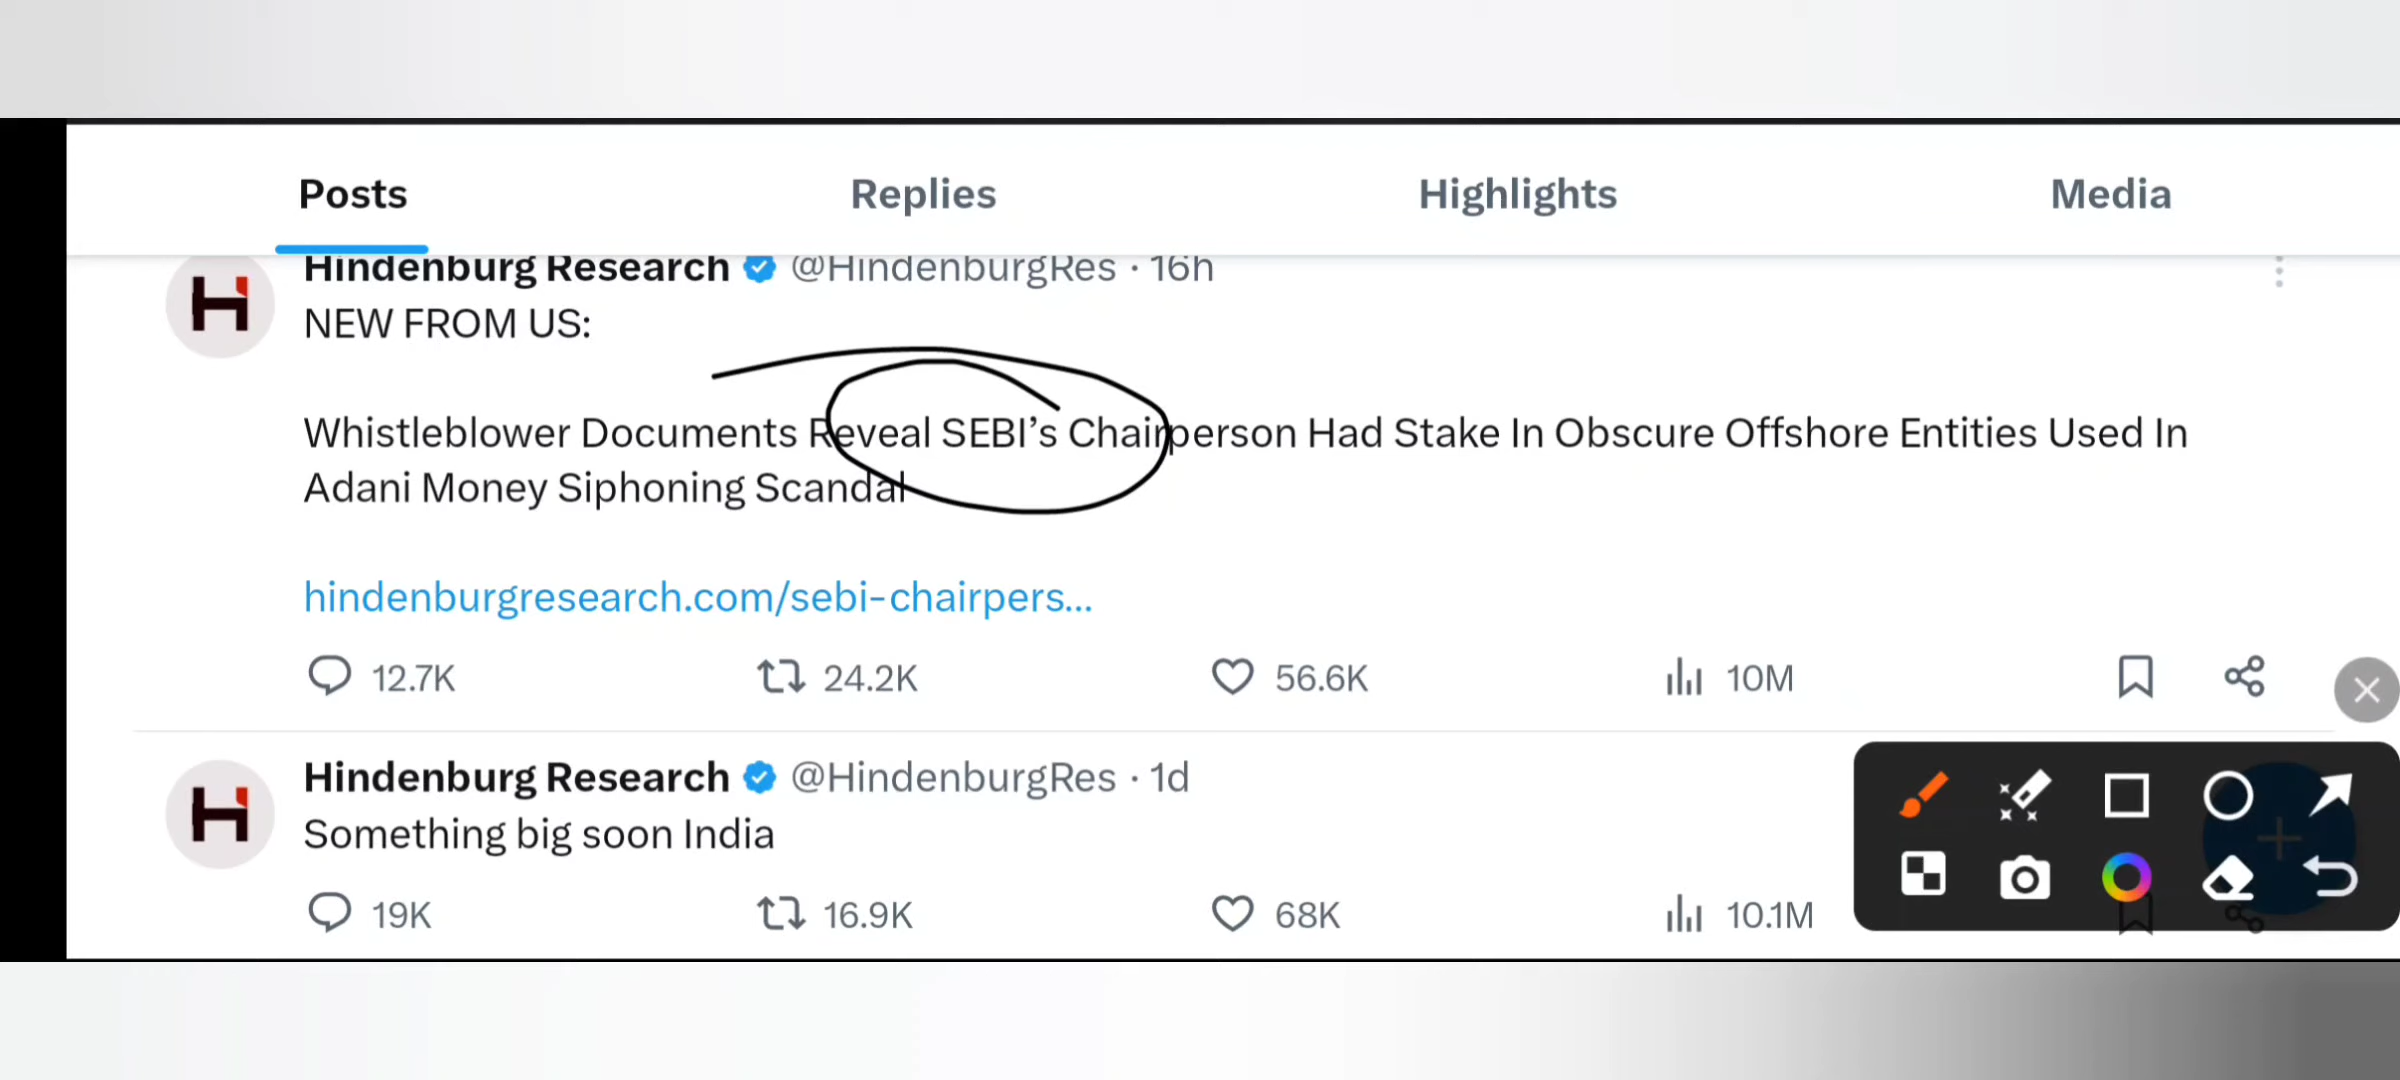 Posts Replies Highlights Media
Hindenburg Research @HindenburgRes · 16h
NEW FROM US:
Whistleblower Documents Reveal SEBI’s Chairperson Had Stake In Obscure Offshore Entities Used In
Adani Money Siphoning Scandal
hindenburgresearch.com/sebi-chairpers...
12.7K 24.2K 56.6K 10M
Hindenburg Research @HindenburgRes · 1d
Something big soon India
19K 16.9K 68K 10.1M